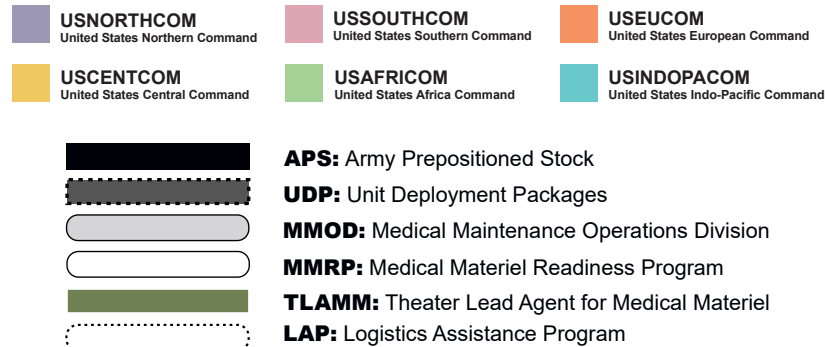 USNORTHCOM
United States Northern Command
USSOUTHCOM
United States Southern Command
USEUCOM
United States European Command
USCENTCOM
United States Central Command
USAFRICOM
United States Africa Command
USINDOPACOM
United States Indo-Pacific Command
APS: Army Prepositioned Stock
UDP: Unit Deployment Packages
MMOD: Medical Maintenance Operations Division
MMRP: Medical Materiel Readiness Program
TLAMM: Theater Lead Agent for Medical Materiel
LAP: Logistics Assistance Program